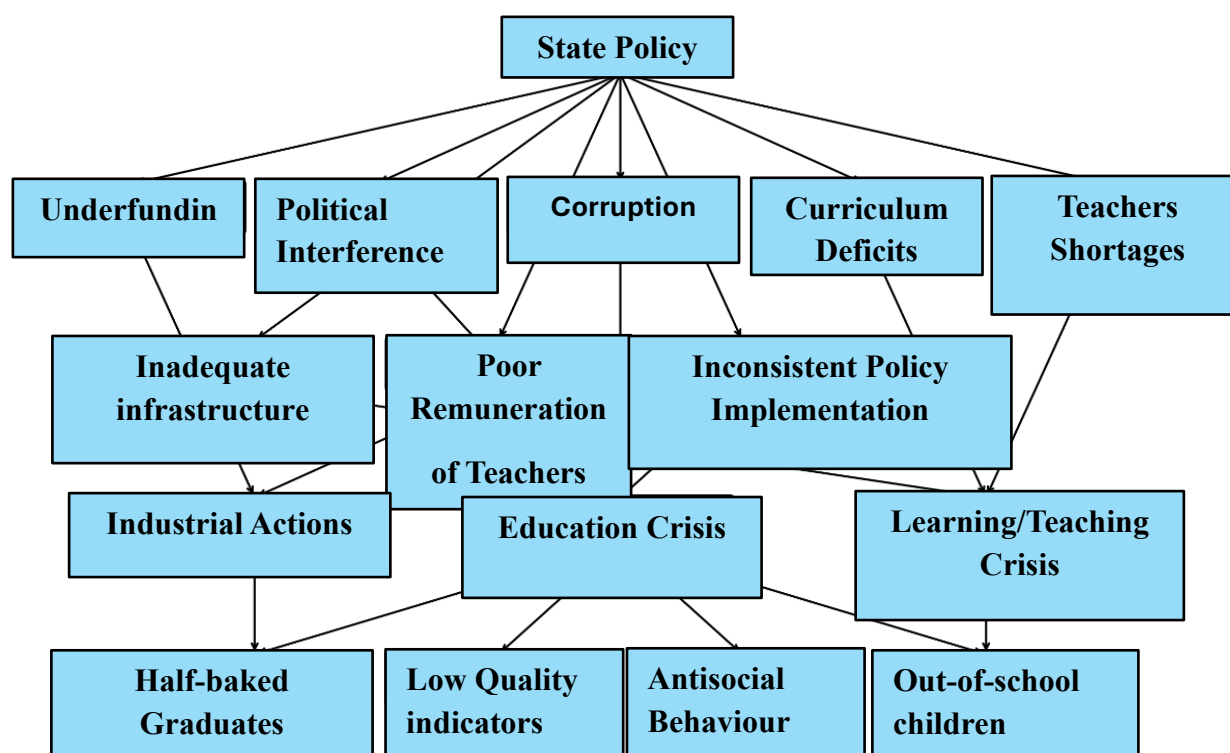 State Policy
Underfundin
Political
Interference
Corruption
Curriculum
Deficits
Teachers
Shortages
Inadequate
infrastructure
Poor
Remuneration
of Teachers
Inconsistent Policy
Implementation
Industrial Actions
Education Crisis
Learning/Teaching
Crisis
Half-baked
Graduates
Low Quality
indicators
Antisocial
Behaviour
Out-of-school
children